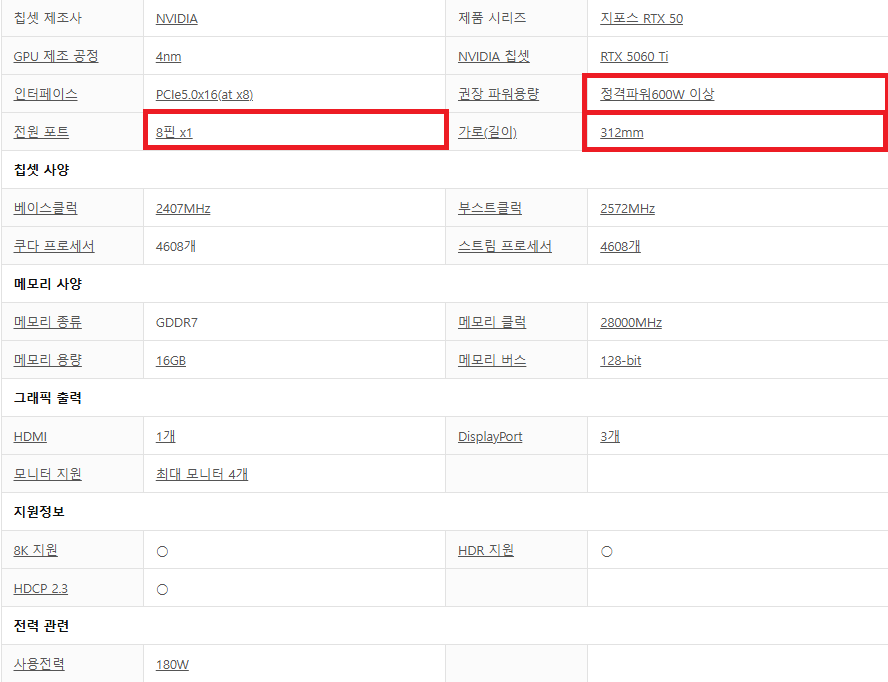 칩셋 제조사 NVIDIA 제품 시리즈 지포스 RTX 50
GPU 제조 공정 4nm NVIDIA 칩셋 RTX 5060 Ti
인터페이스 PCIe5.0x16(at x8) 권장 파워용량 정격파워600W 이상
전원 포트 8핀 x1 가로(길이) 312mm
칩셋 사양
베이스클럭 2407MHz 부스트클럭 2572MHz
쿠다 프로세서 4608개 스트림 프로세서 4608개
메모리 사양
메모리 종류 GDDR7 메모리 클럭 28000MHz
메모리 용량 16GB 메모리 버스 128-bit
그래픽 출력
HDMI 1개 DisplayPort 3개
모니터 지원 최대 모니터 4개
지원정보
8K 지원 ○ HDR 지원 ○
HDCP 2.3 ○
전력 관련
사용전력 180W